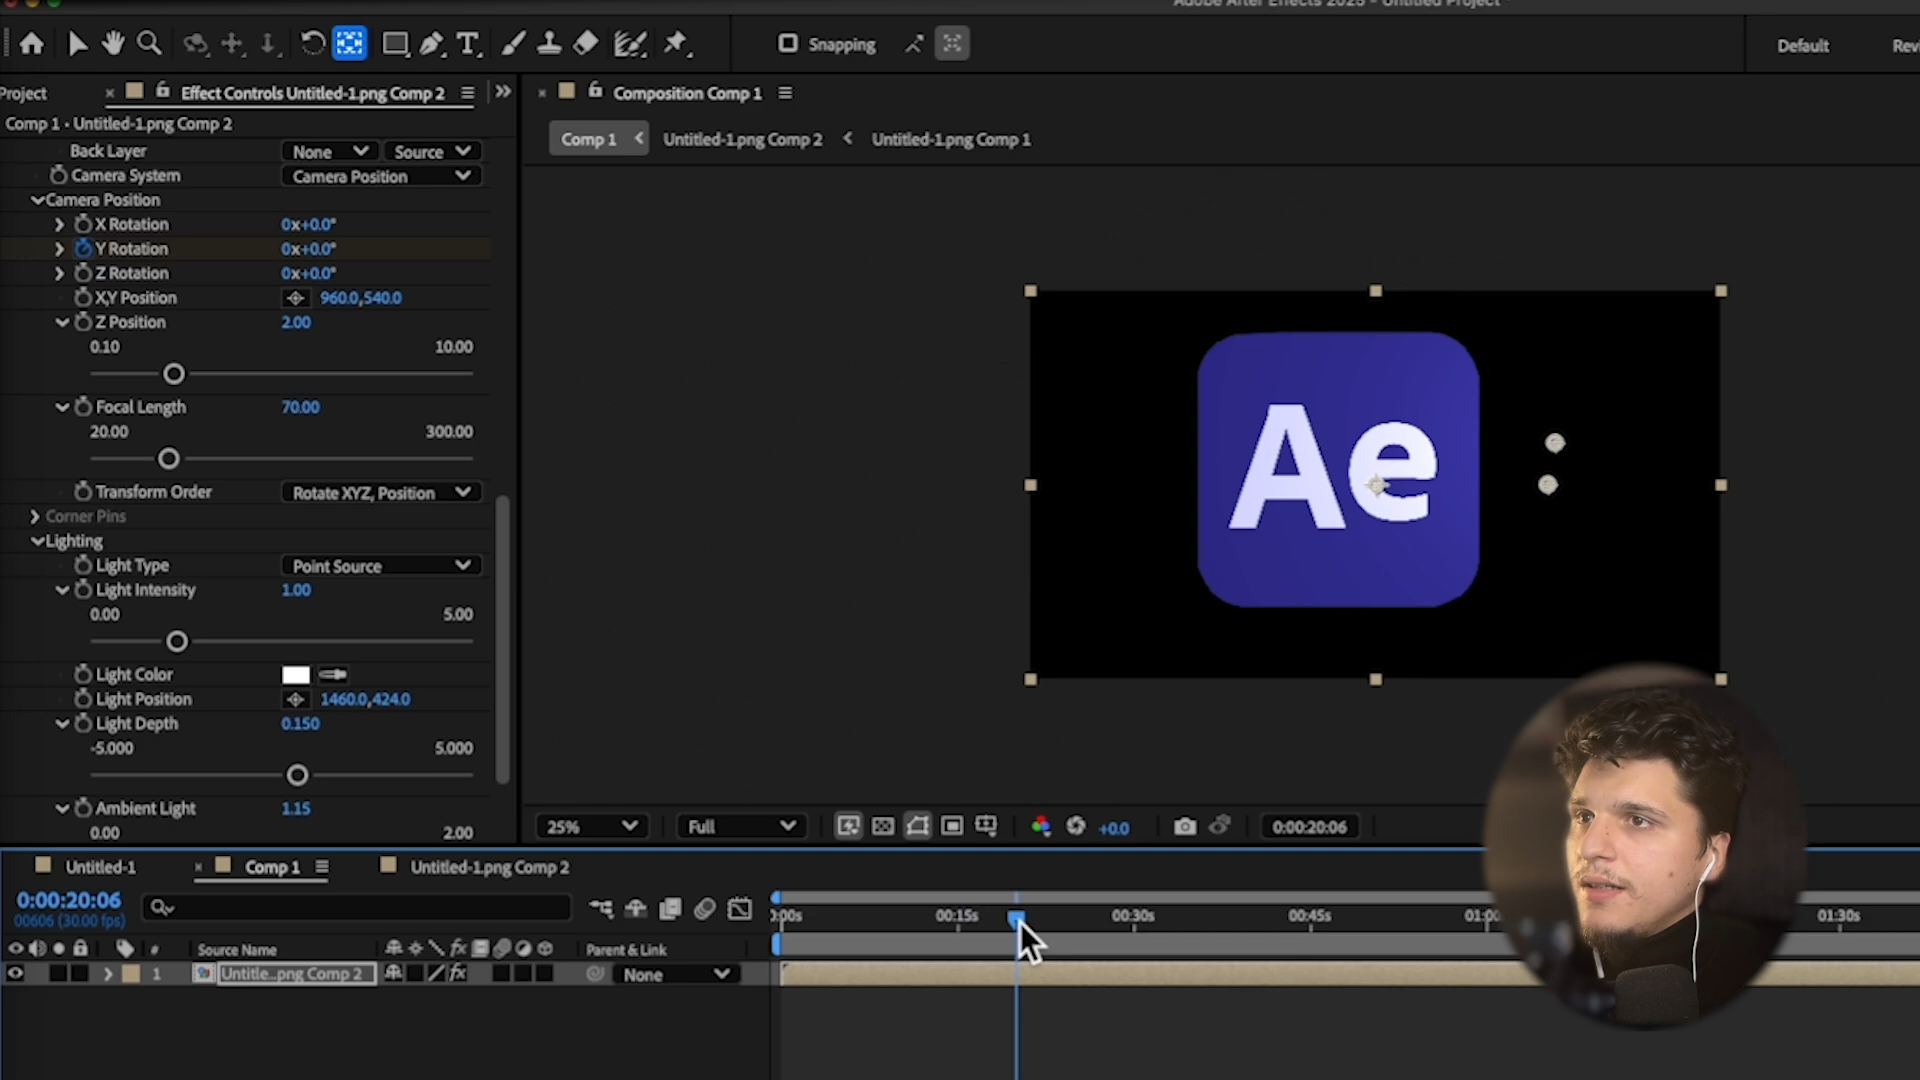 Adobe After Effects 2025 - Untitled Project
Snapping
Default
Revi
Project
Effect Controls Untitled-1.png Comp 2
Composition Comp 1
Comp 1 • Untitled-1.png Comp 2
Comp 1
Untitled-1.png Comp 2
Untitled-1.png Comp 1
Back Layer
None
Source
Camera System
Camera Position
Camera Position
X Rotation
0x+0.0°
Y Rotation
0x+0.0°
Z Rotation
0x+0.0°
X,Y Position
960.0,540.0
Z Position
2.00
0.10
10.00
Focal Length
70.00
20.00
300.00
Transform Order
Rotate XYZ, Position
Corner Pins
Lighting
Light Type
Point Source
Light Intensity
1.00
0.00
5.00
Light Color
Light Position
1460.0,424.0
Light Depth
0.150
-5.000
5.000
Ambient Light
1.15
0.00
2.00
Ae
25%
Full
+0.0
0:00:20:06
Untitled-1
Comp 1
Untitled-1.png Comp 2
0:00:20:06
00606 (30.00 fps)
#
Source Name
Parent & Link
1
Untitle...png Comp 2
None
0:00s
00:15s
00:30s
00:45s
01:00
01:30s